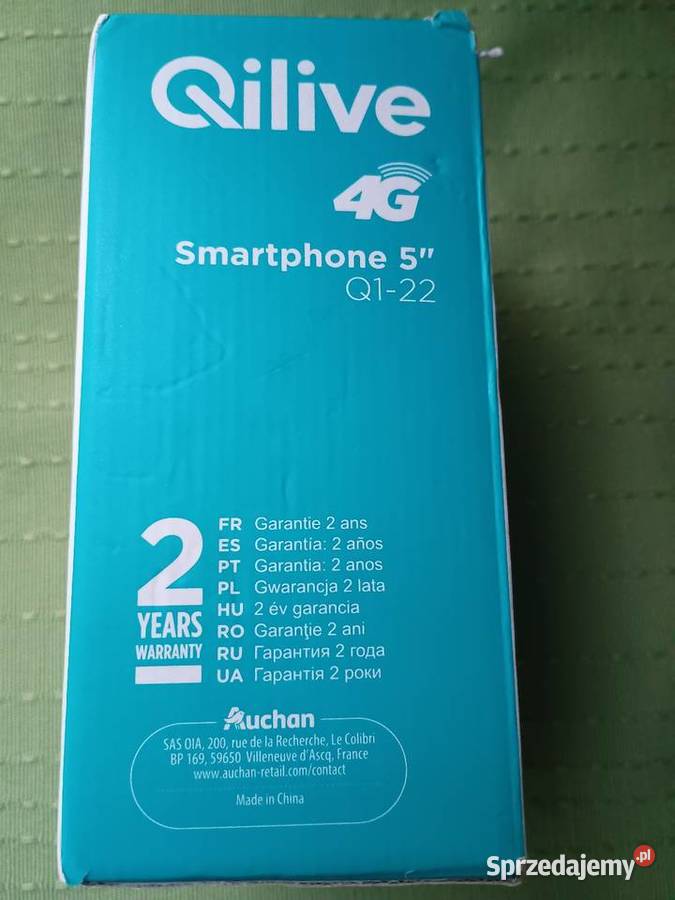 Qilive
4G
Smartphone 5"
Q1-22
2
YEARS
WARRANTY
FR Garantie 2 ans
ES Garantía: 2 años
PT Garantia: 2 anos
PL Gwarancja 2 lata
HU 2 év garancia
RO Garanţie 2 ani
RU Гарантия 2 года
UA Гарантія 2 роки
Auchan
SAS OIA, 200, rue de la Recherche, Le Colibri
BP 169, 59650 Villeneuve d'Ascq, France
www.auchan-retail.com/contact
Made in China
Sprzedajemy.pl